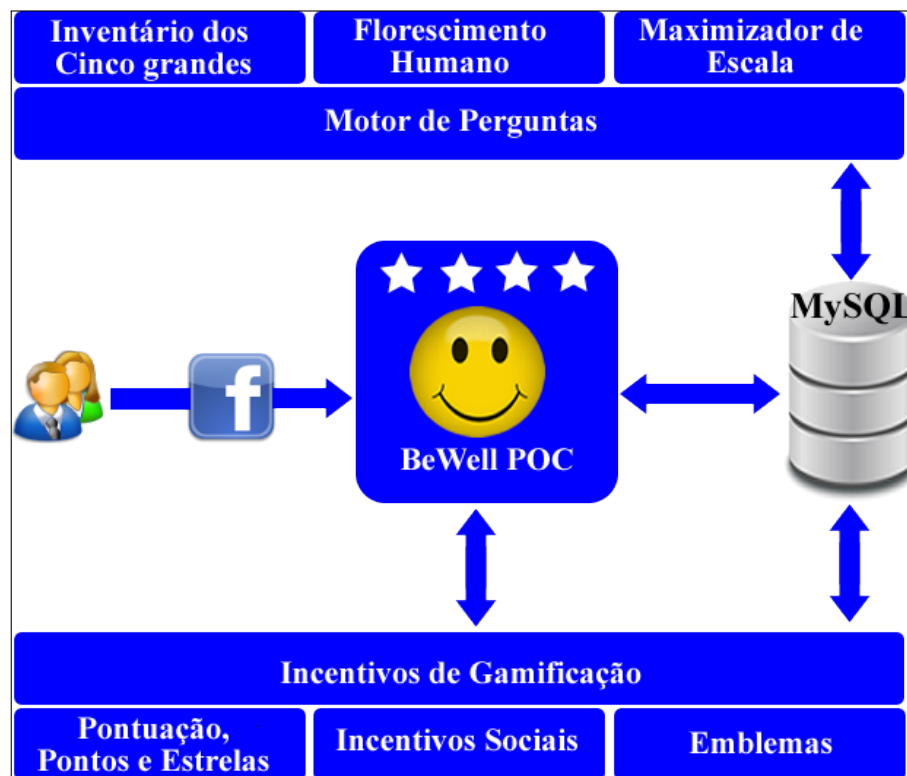 Inventário dos
Cinco grandes
Florescimento
Humano
Maximizador de
Escala
Motor de Perguntas
MySQL
f
BeWell POC
Incentivos de Gamificação
Pontuação,
Pontos e Estrelas
Incentivos Sociais
Emblemas